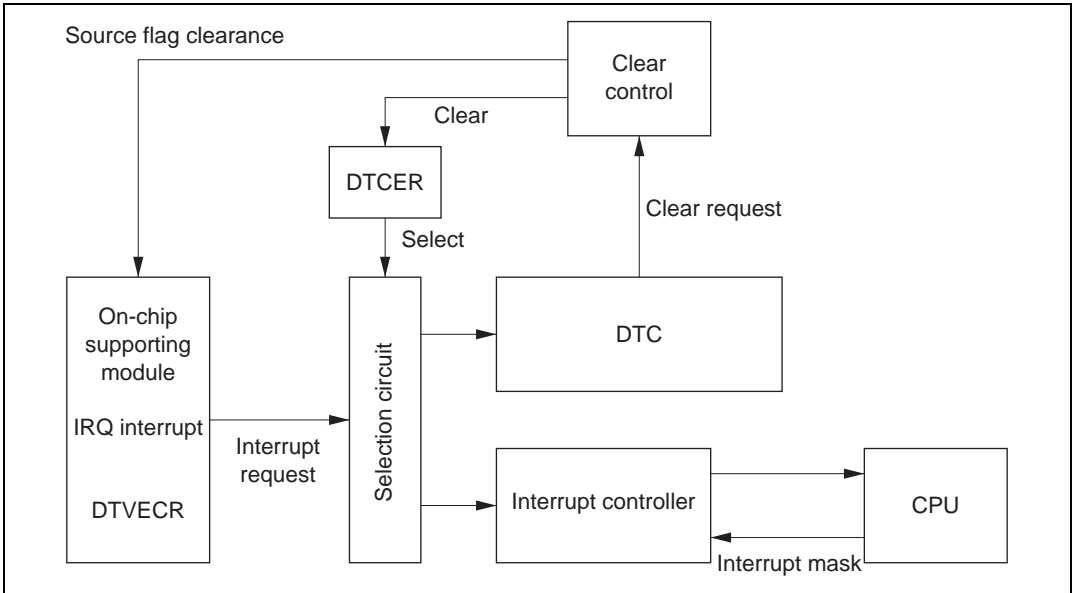 Source flag clearance
Clear
control
Clear
DTCER
Clear request
Select
On-chip
supporting
module
IRQ interrupt
DTVECR
Interrupt
request
Selection circuit
DTC
Interrupt controller
CPU
Interrupt mask